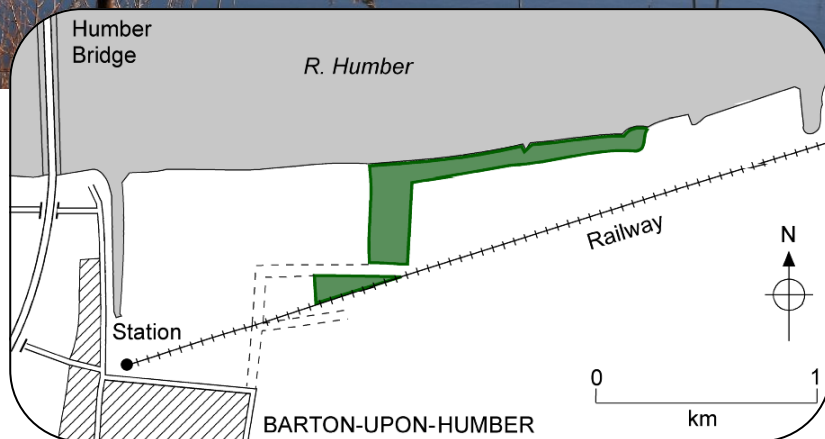 Humber
Bridge
R. Humber
Railway
N
Station
0 1
km
BARTON-UPON-HUMBER